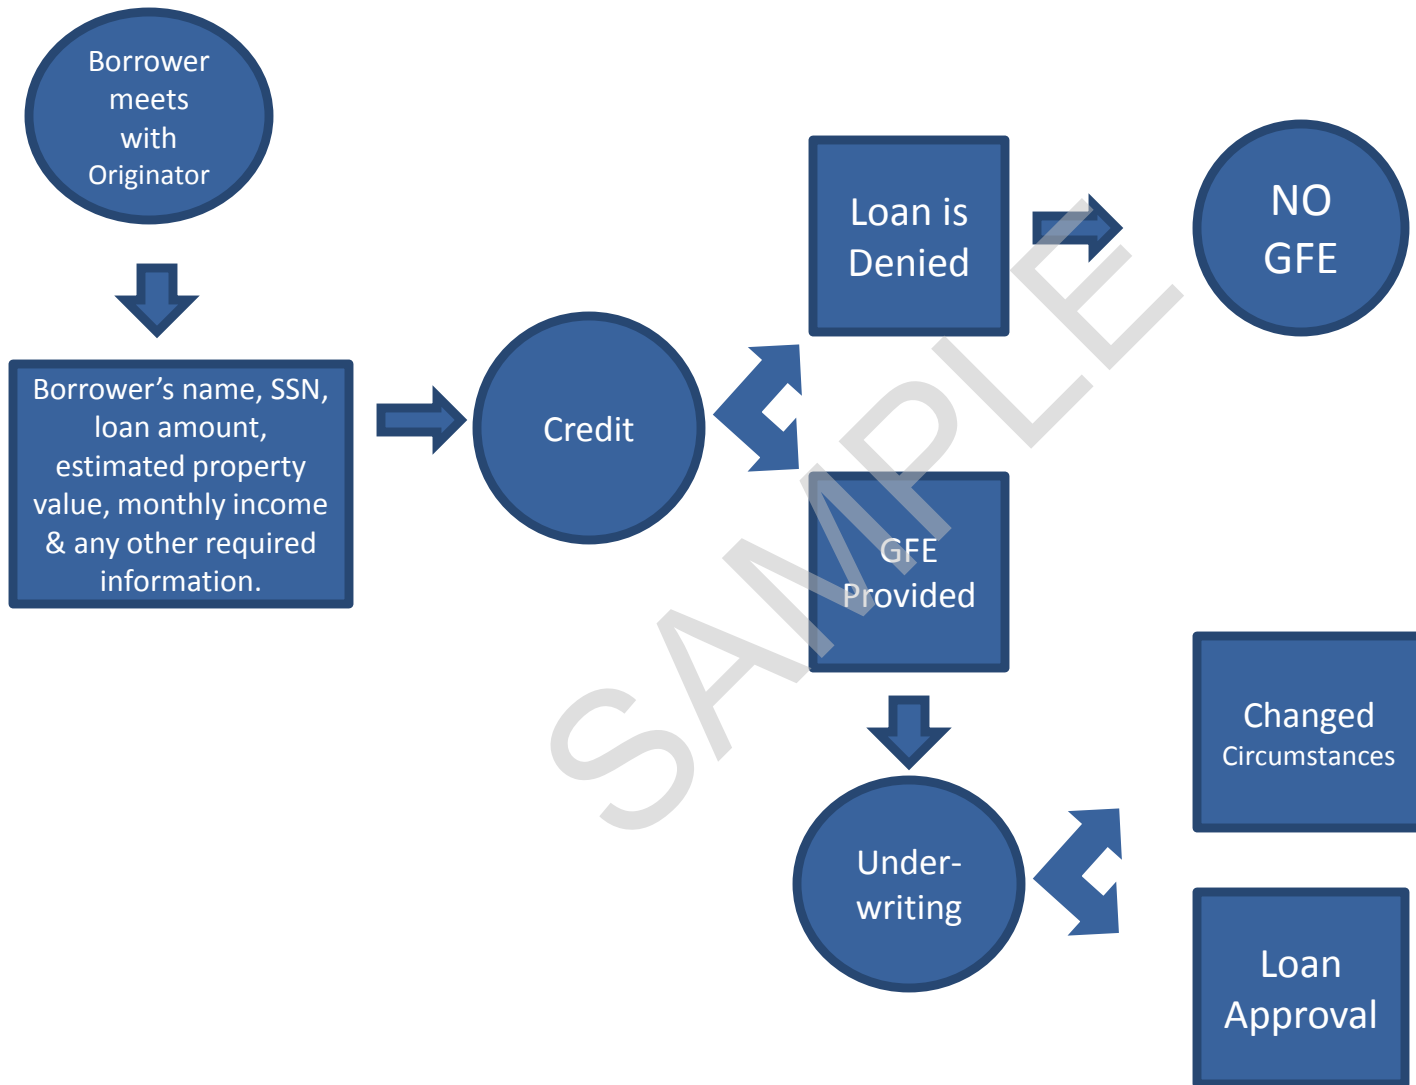 Borrower
meets
with
Originator
Borrower’s name, SSN,
loan amount,
estimated property
value, monthly income
& any other required
information.
Credit
Loan is
Denied
NO
GFE
GFE
Provided
Under-
writing
Changed
Circumstances
Loan
Approval
SAMPLE